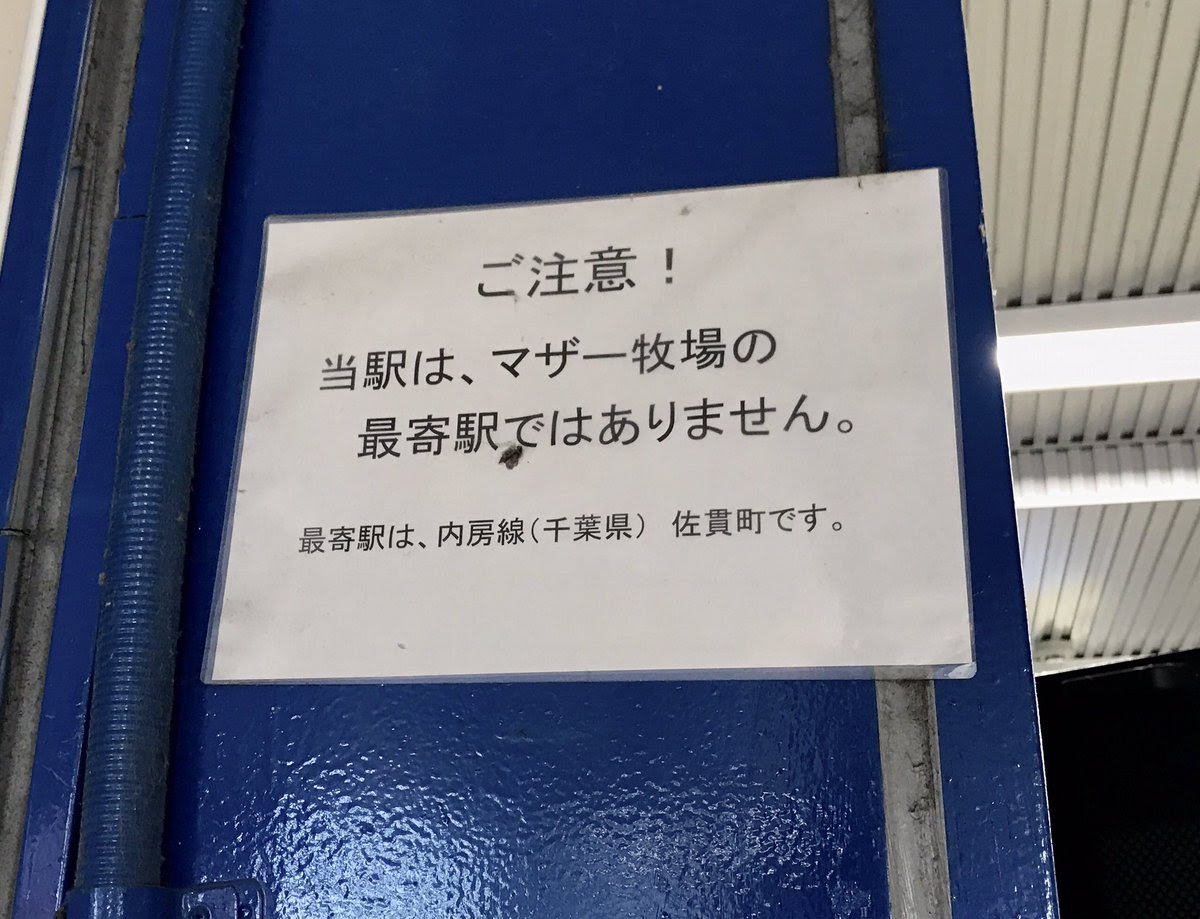 ご注意！
当駅は、マザー牧場の
最寄駅ではありません。
最寄駅は、内房線（千葉県） 佐貫町です。